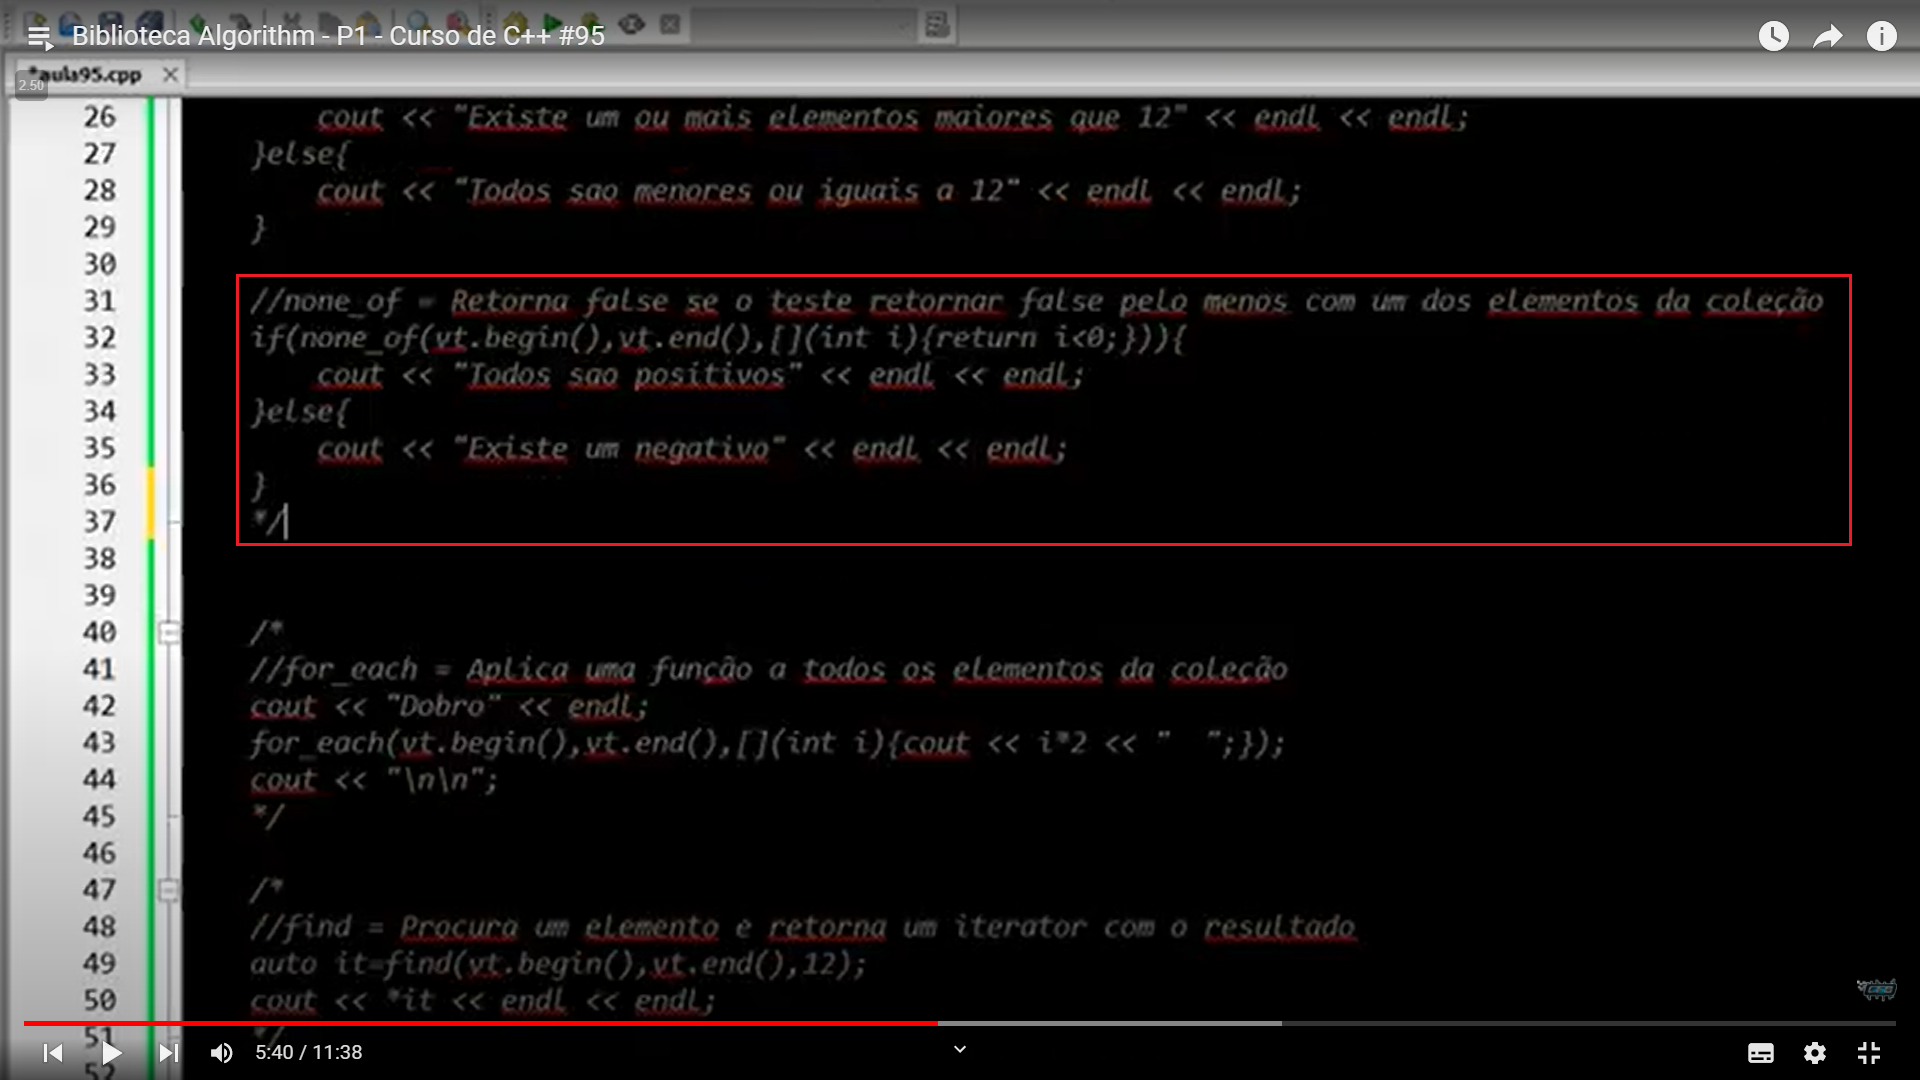 Biblioteca Algorithm - P1 - Curso de C++ #95
*aula95.cpp
2.50
26 cout << "Existe um ou mais elementos maiores que 12" << endl << endl;
27 }else{
28 cout << "Todos sao menores ou iguais a 12" << endl << endl;
29 }
30
31 //none_of = Retorna false se o teste retornar false pelo menos com um dos elementos da coleção
32 if(none_of(vt.begin(),vt.end(),[](int i){return i<0;})){
33 cout << "Todos sao positivos" << endl << endl;
34 }else{
35 cout << "Existe um negativo" << endl << endl;
36 }
37 */
38
39
40 /*
41 //for_each = Aplica uma função a todos os elementos da coleção
42 cout << "Dobro" << endl;
43 for_each(vt.begin(),vt.end(),[](int i){cout << i*2 << "  ";});
44 cout << "\n\n";
45 */
46
47 /*
48 //find = Procura um elemento e retorna um iterator com o resultado
49 auto it=find(vt.begin(),vt.end(),12);
50 cout << *it << endl << endl;
51 */
52
5:40 / 11:38